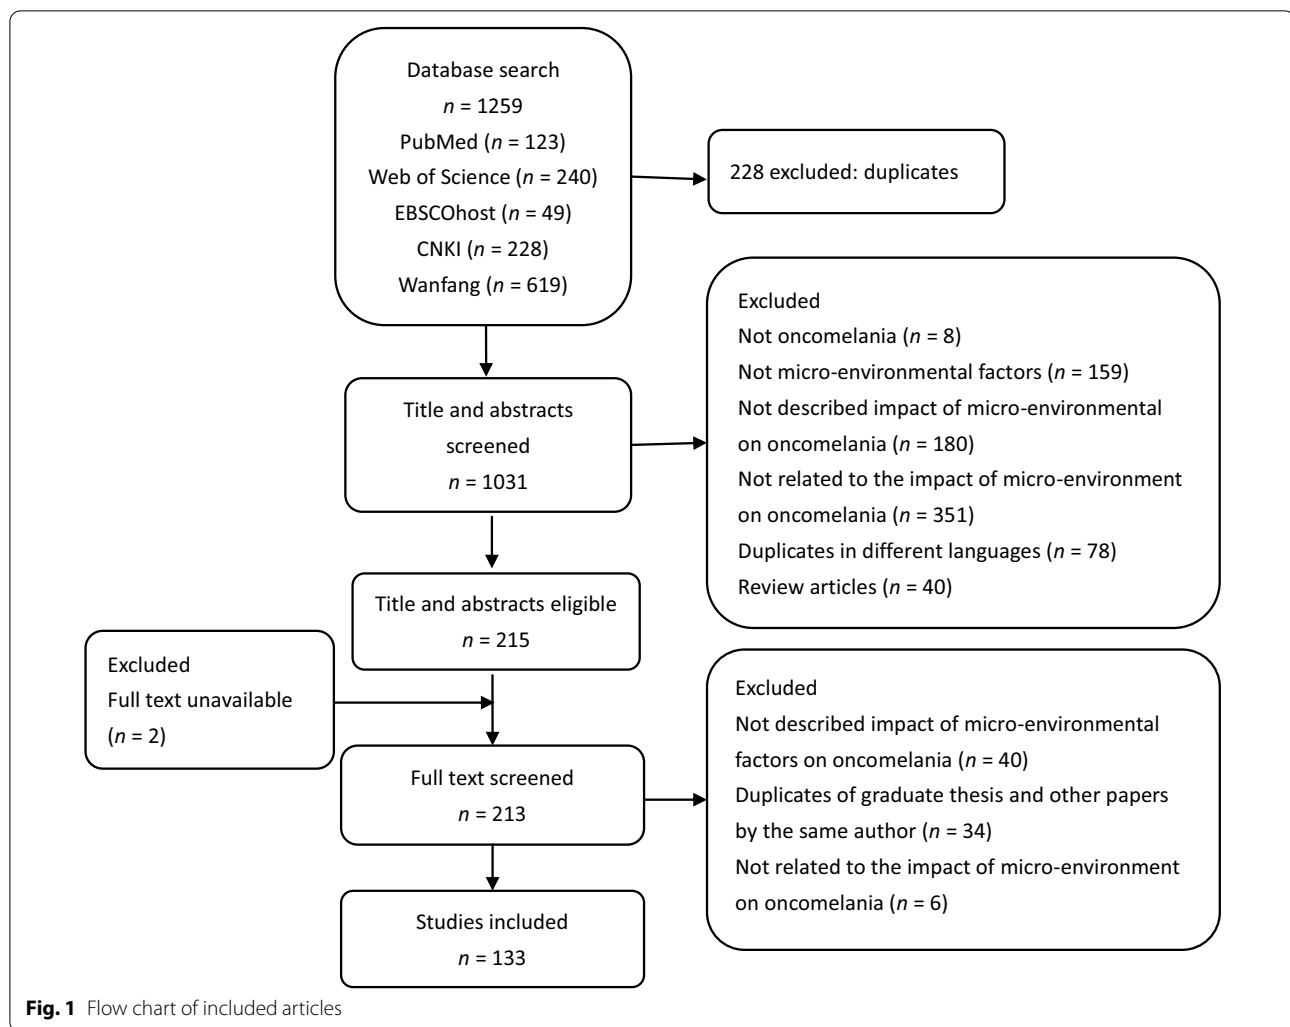 Database search
n = 1259
PubMed (n = 123)
Web of Science (n = 240)
EBSCOhost (n = 49)
CNKI (n = 228)
Wanfang (n = 619)
228 excluded: duplicates
Title and abstracts
screened
n = 1031
Excluded
Not oncomelania (n = 8)
Not micro-environmental factors (n = 159)
Not described impact of micro-environmental
on oncomelania (n = 180)
Not related to the impact of micro-environment
on oncomelania (n = 351)
Duplicates in different languages (n = 78)
Review articles (n = 40)
Title and abstracts eligible
n = 215
Excluded
Full text unavailable
(n = 2)
Full text screened
n = 213
Excluded
Not described impact of micro-environmental
factors on oncomelania (n = 40)
Duplicates of graduate thesis and other papers
by the same author (n = 34)
Not related to the impact of micro-environment
on oncomelania (n = 6)
Studies included
n = 133
Fig. 1 Flow chart of included articles